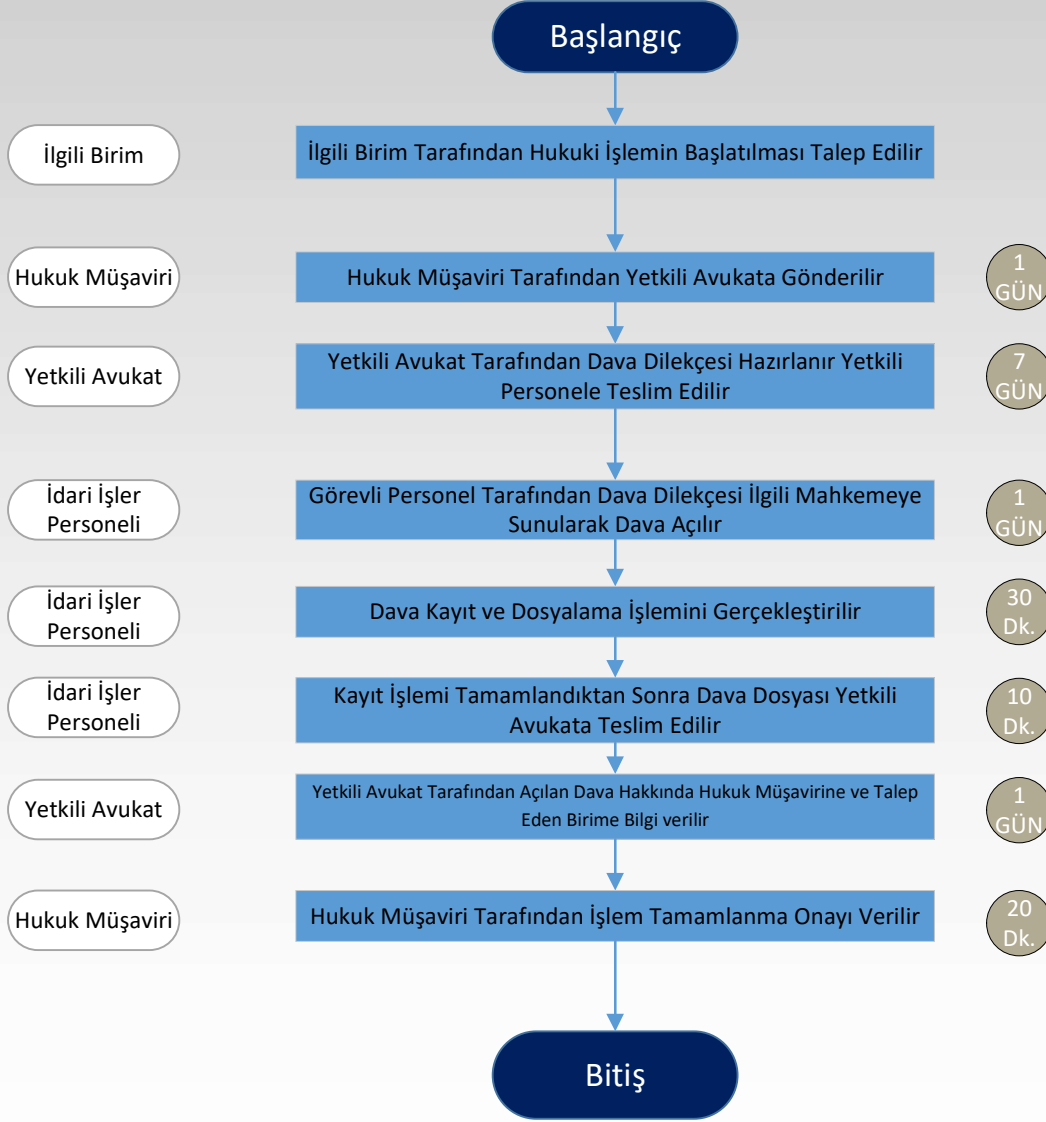 Başlangıç
İlgili Birim
İlgili Birim Tarafından Hukuki İşlemin Başlatılması Talep Edilir
Hukuk Müşaviri
Hukuk Müşaviri Tarafından Yetkili Avukata Gönderilir
1
GÜN
Yetkili Avukat
Yetkili Avukat Tarafından Dava Dilekçesi Hazırlanır Yetkili
Personele Teslim Edilir
7
GÜN
İdari İşler
Personeli
Görevli Personel Tarafından Dava Dilekçesi İlgili Mahkemeye
Sunularak Dava Açılır
1
GÜN
İdari İşler
Personeli
Dava Kayıt ve Dosyalama İşlemini Gerçekleştirilir
30
Dk.
İdari İşler
Personeli
Kayıt İşlemi Tamamlandıktan Sonra Dava Dosyası Yetkili
Avukata Teslim Edilir
10
Dk.
Yetkili Avukat
Yetkili Avukat Tarafından Açılan Dava Hakkında Hukuk Müşavirine ve Talep
Eden Birime Bilgi verilir
1
GÜN
Hukuk Müşaviri
Hukuk Müşaviri Tarafından İşlem Tamamlanma Onayı Verilir
20
Dk.
Bitiş